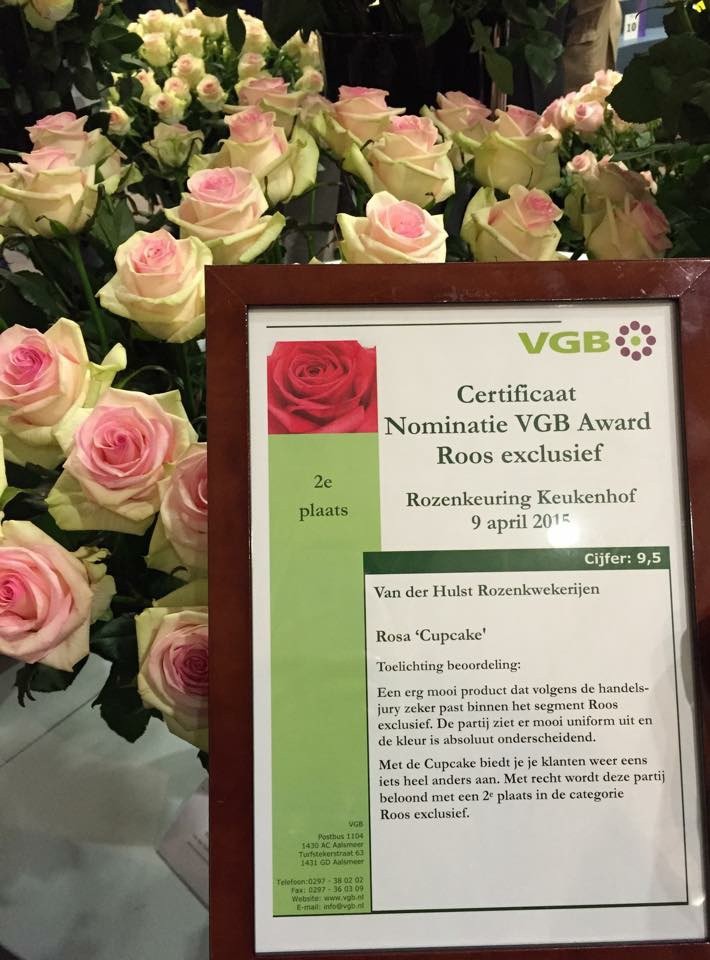 10
VGB
Certificaat
Nominatie VGB Award
Roos exclusief
2e
plaats
Rozenkeuring Keukenhof
9 april 2015
Cijfer: 9,5
Van der Hulst Rozenkwekerijen
Rosa ‘Cupcake'
Toelichting beoordeling:
Een erg mooi product dat volgens de handels-
jury zeker past binnen het segment Roos
exclusief. De partij ziet er mooi uniform uit en
de kleur is absoluut onderscheidend.
Met de Cupcake biedt je je klanten weer eens
iets heel anders aan. Met recht wordt deze partij
beloond met een 2e plaats in de categorie
Roos exclusief.
VGB
Postbus 1104
1430 AC Aalsmeer
Turfstekerstraat 63
1431 GD Aalsmeer
Telefoon:0297 - 38 02 02
Fax: 0297 - 36 03 09
Website: www.vgb.nl
E-mail: info@vgb.nl